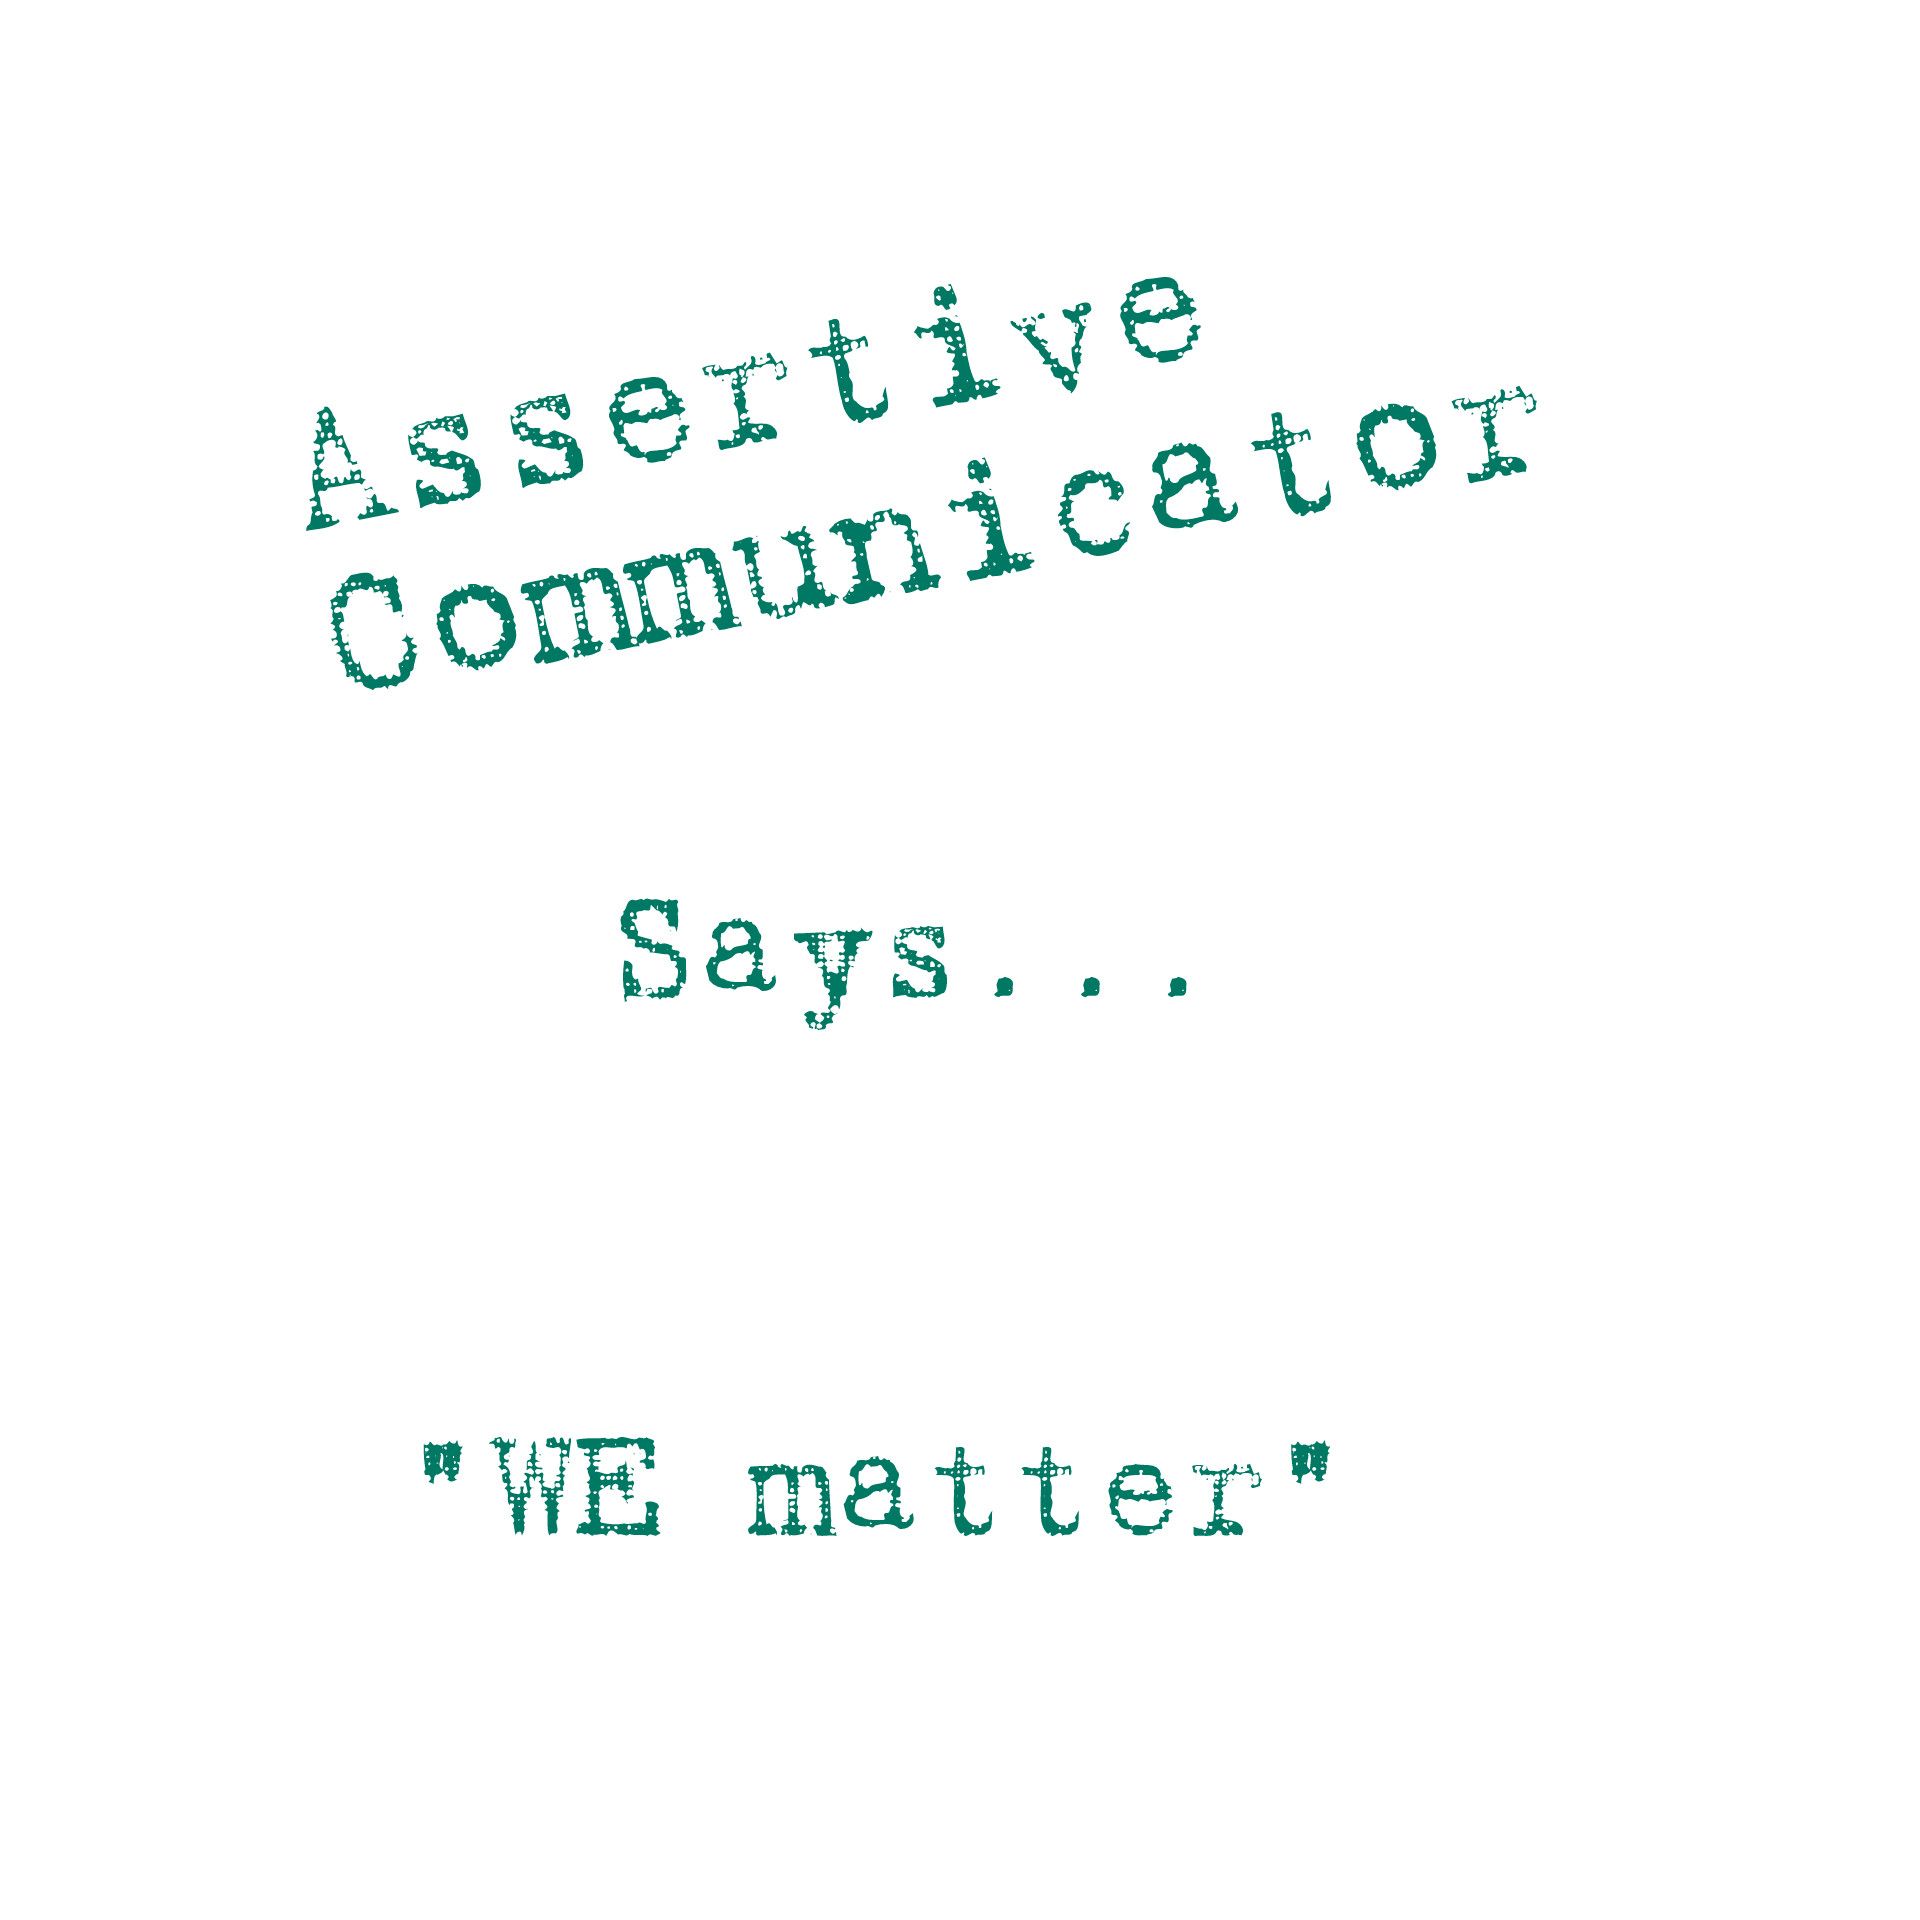 Assertive
Communicator
Says...
"WE matter"